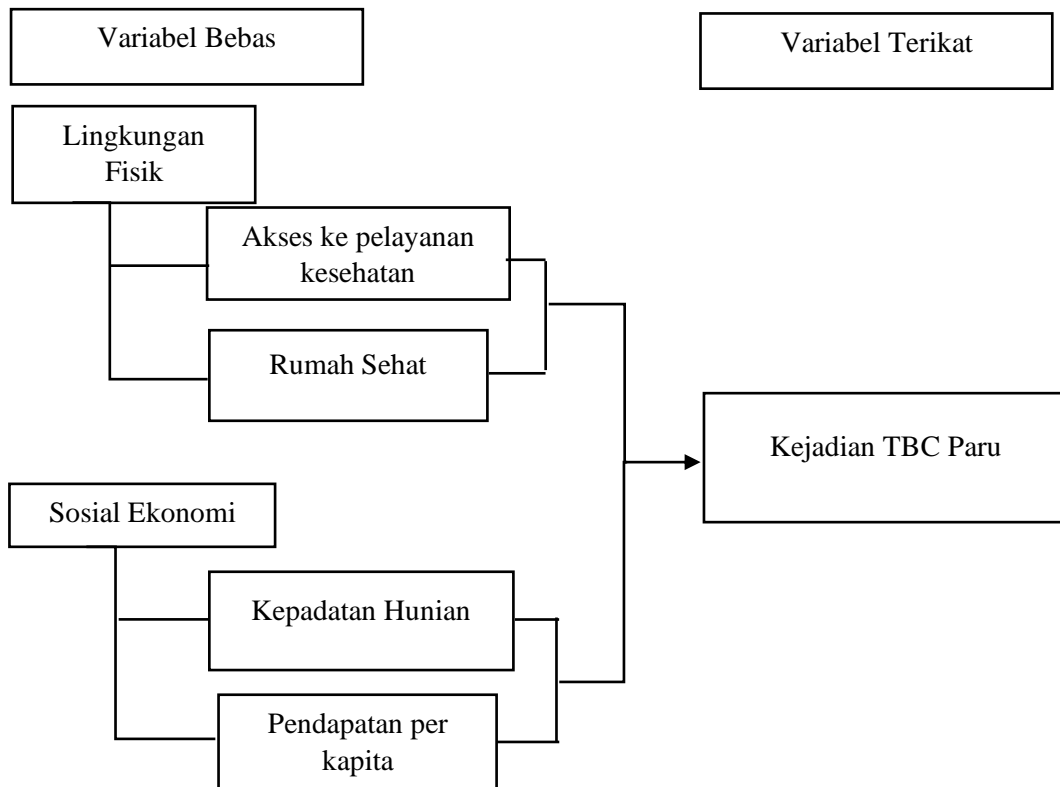 Variabel Bebas
Variabel Terikat
Lingkungan
Fisik
Akses ke pelayanan
kesehatan
Rumah Sehat
Kejadian TBC Paru
Sosial Ekonomi
Kepadatan Hunian
Pendapatan per
kapita